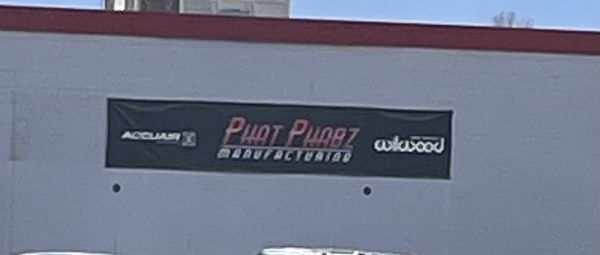 ACCUAIR
PHAT PHABZ
MANUFACTURING
wilwood